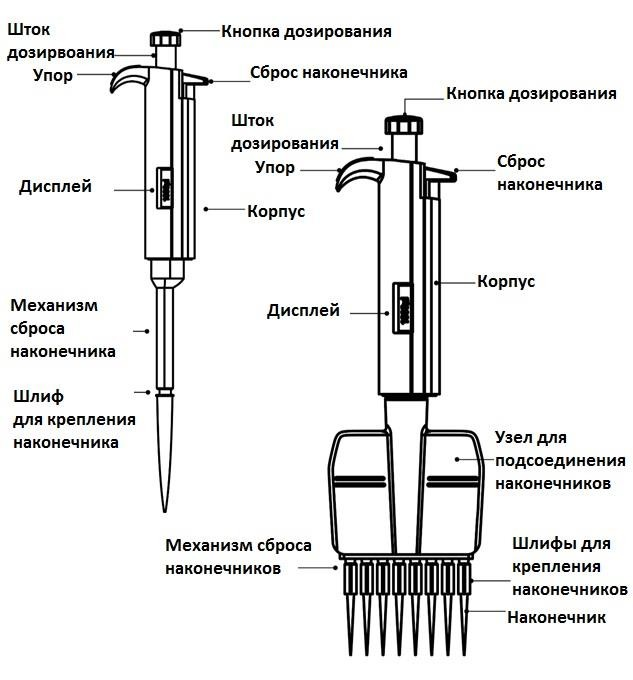 Шток
дозирвоания
Кнопка дозирования
Упор
Сброс наконечника
Дисплей
Корпус
Механизм
сброса
наконечника
Шлиф
для крепления
наконечника
Кнопка дозирования
Шток
дозирования
Упор
Сброс
наконечника
Корпус
Дисплей
Узел для
подсоединения
наконечников
Механизм сброса
наконечников
Шлифы для
крепления
наконечников
Наконечник